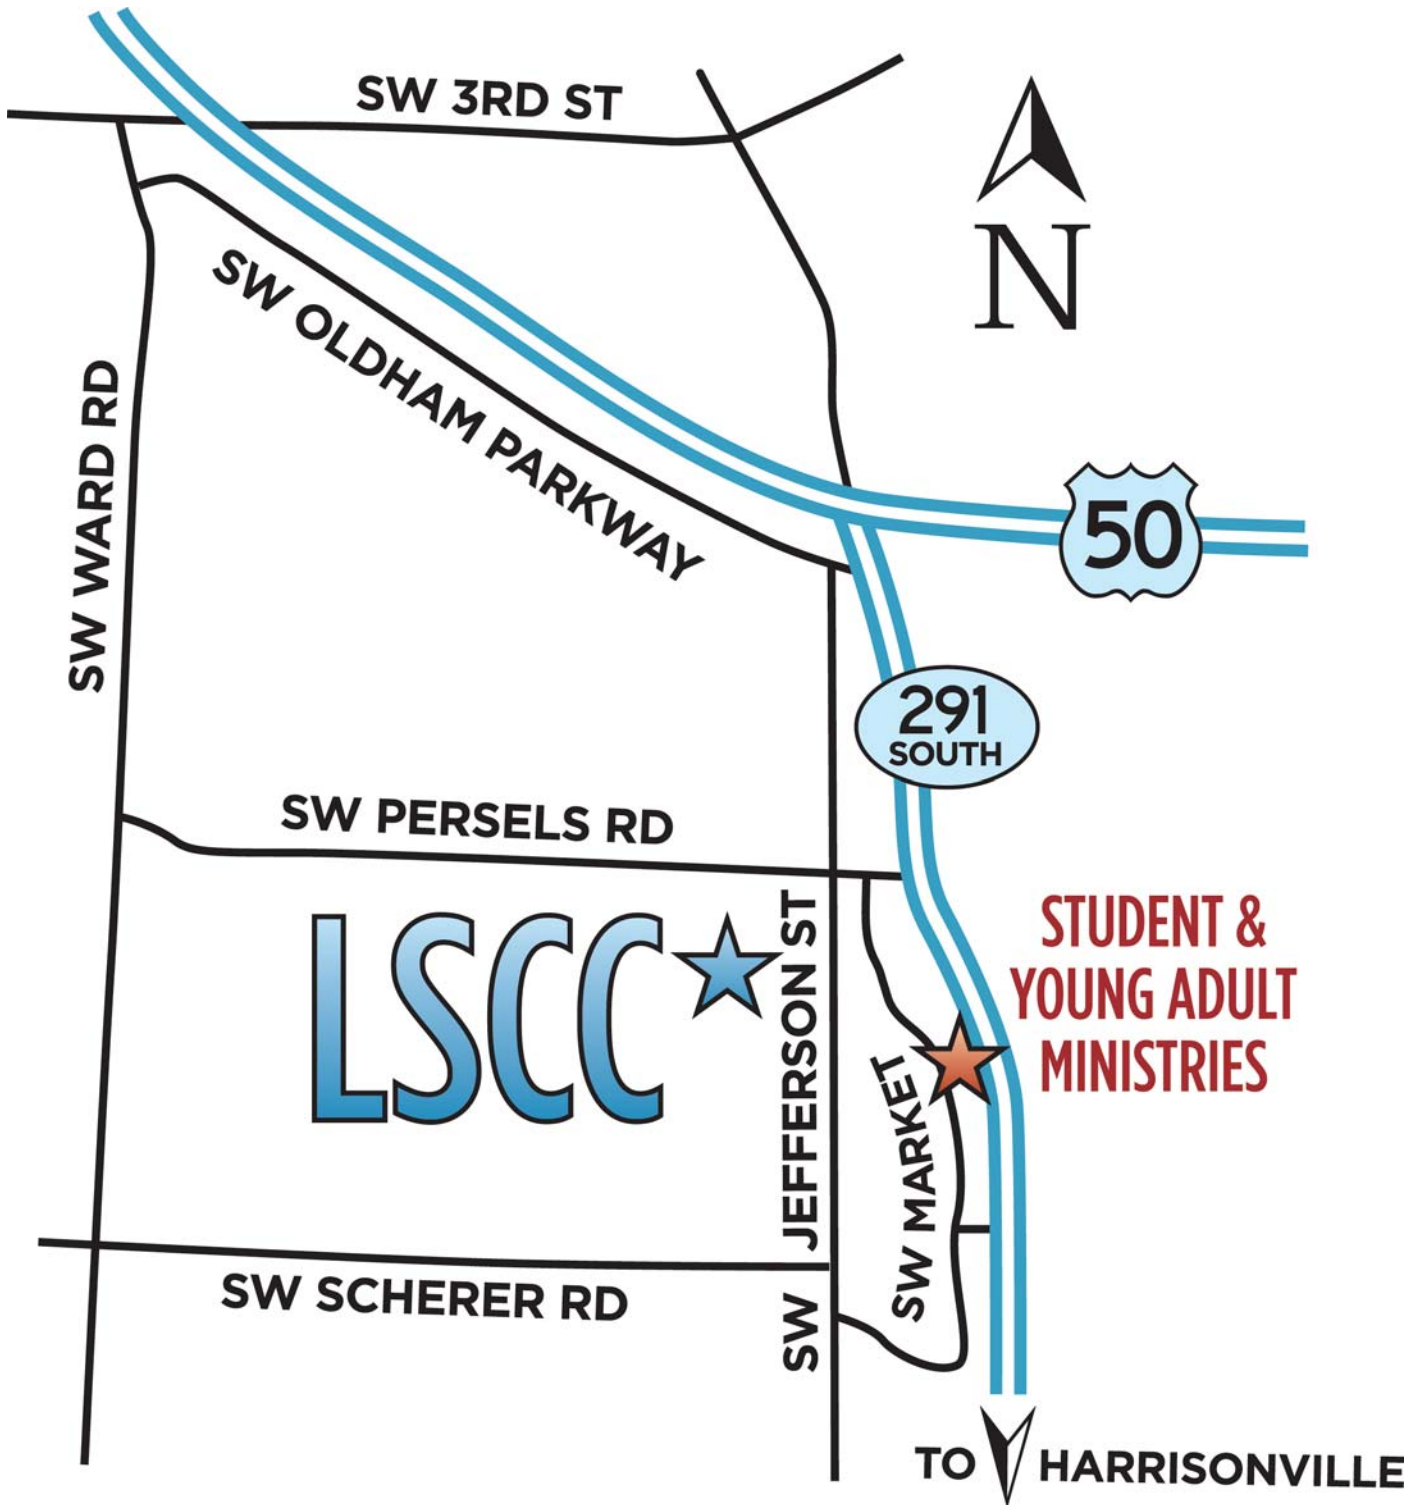 SW 3RD ST
N
SW OLDHAM PARKWAY
SW WARD RD
50
291
SOUTH
SW PERSELS RD
LSCC
SW JEFFERSON ST
STUDENT &
YOUNG ADULT
MINISTRIES
SW MARKET
SW SCHERER RD
TO HARRISONVILLE